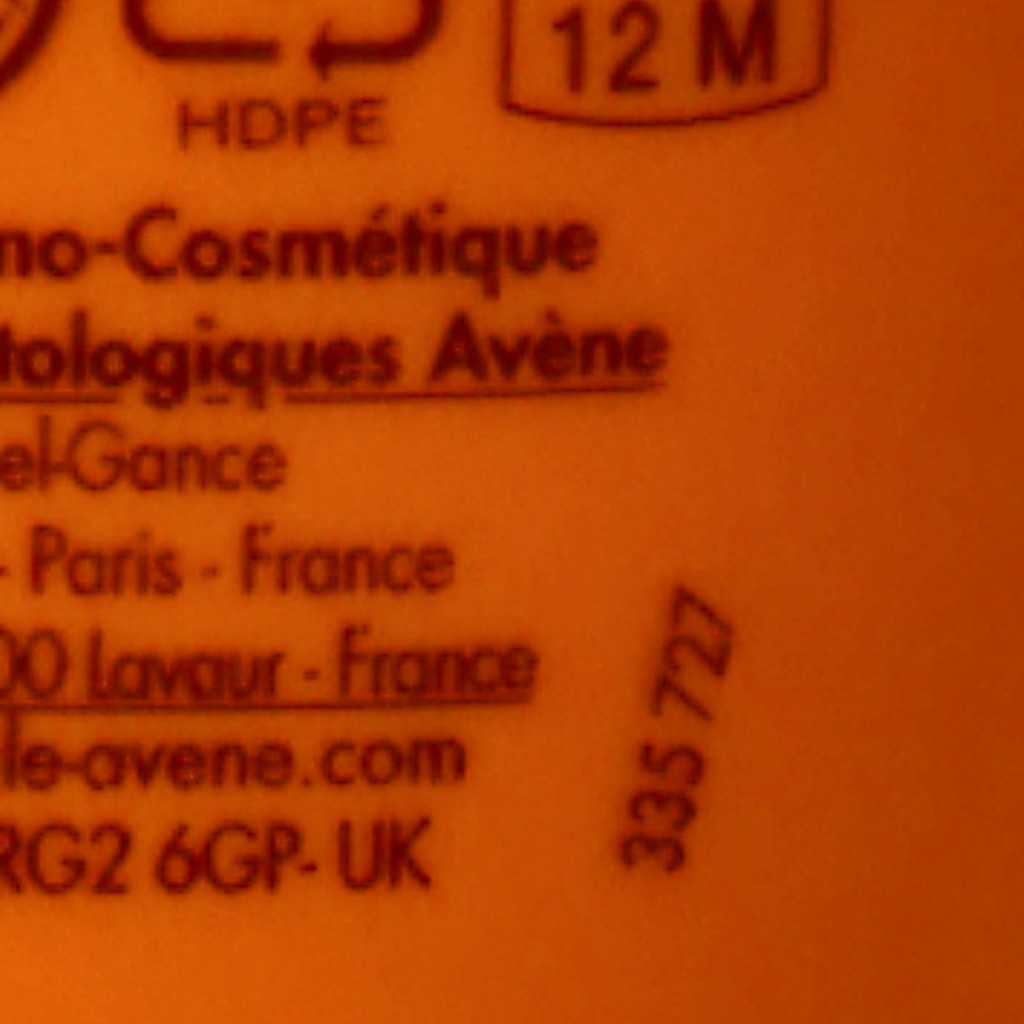 12 M
HDPE
no-Cosmétique
tologiques Avène
el-Gance
- Paris - France
00 Lavaur - France
le-avene.com
RG2 6GP- UK
335 727